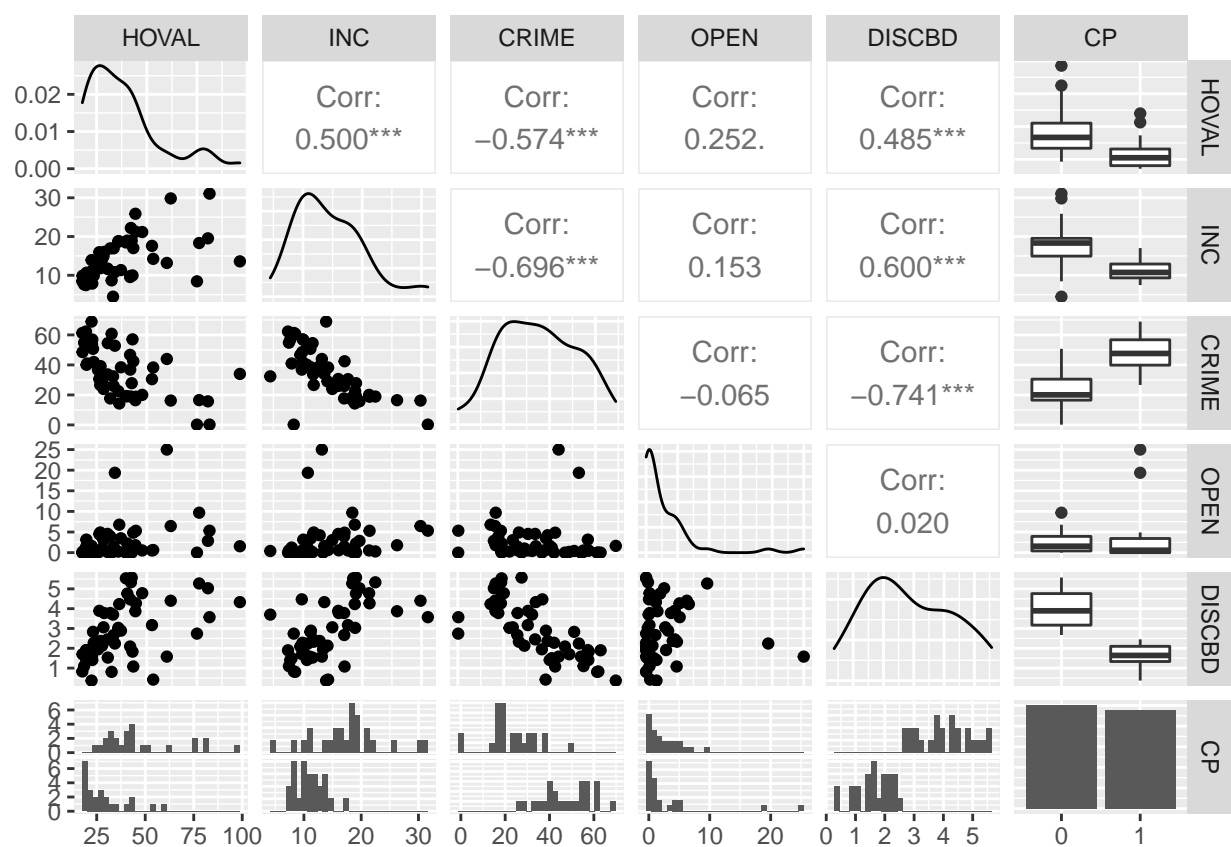 HOVAL INC CRIME OPEN DISCBD CP
0.02
0.01
0.00
Corr:
0.500***
Corr:
−0.574***
Corr:
0.252.
Corr:
0.485***
HOVAL
30
20
10
Corr:
−0.696***
Corr:
0.153
Corr:
0.600***
INC
60
40
20
0
Corr:
−0.065
Corr:
−0.741***
CRIME
25
20
15
10
5
0
Corr:
0.020
OPEN
5
4
3
2
1
DISCBD
6
4
2
0
6
4
2
0
CP
25 50 75 100 10 20 30 0 20 40 60 0 10 20 0 1 2 3 4 5 0 1